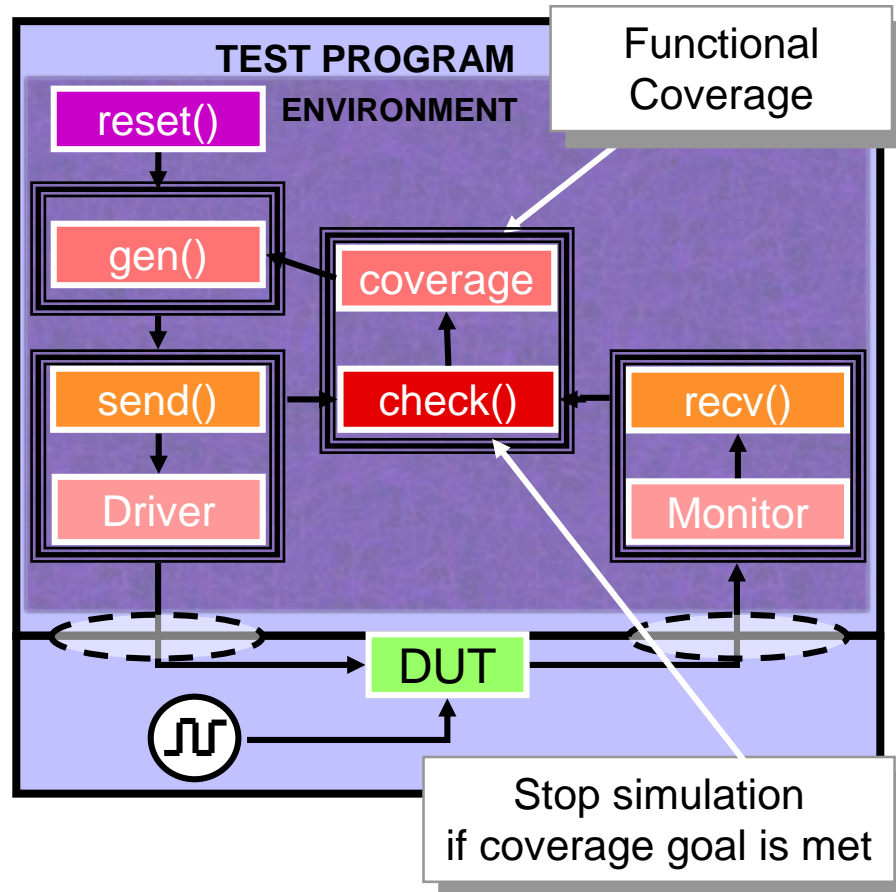 TEST PROGRAM
Functional
Coverage
ENVIRONMENT
reset()
gen()
coverage
send()
check()
recv()
Driver
Monitor
DUT
Stop simulation
if coverage goal is met